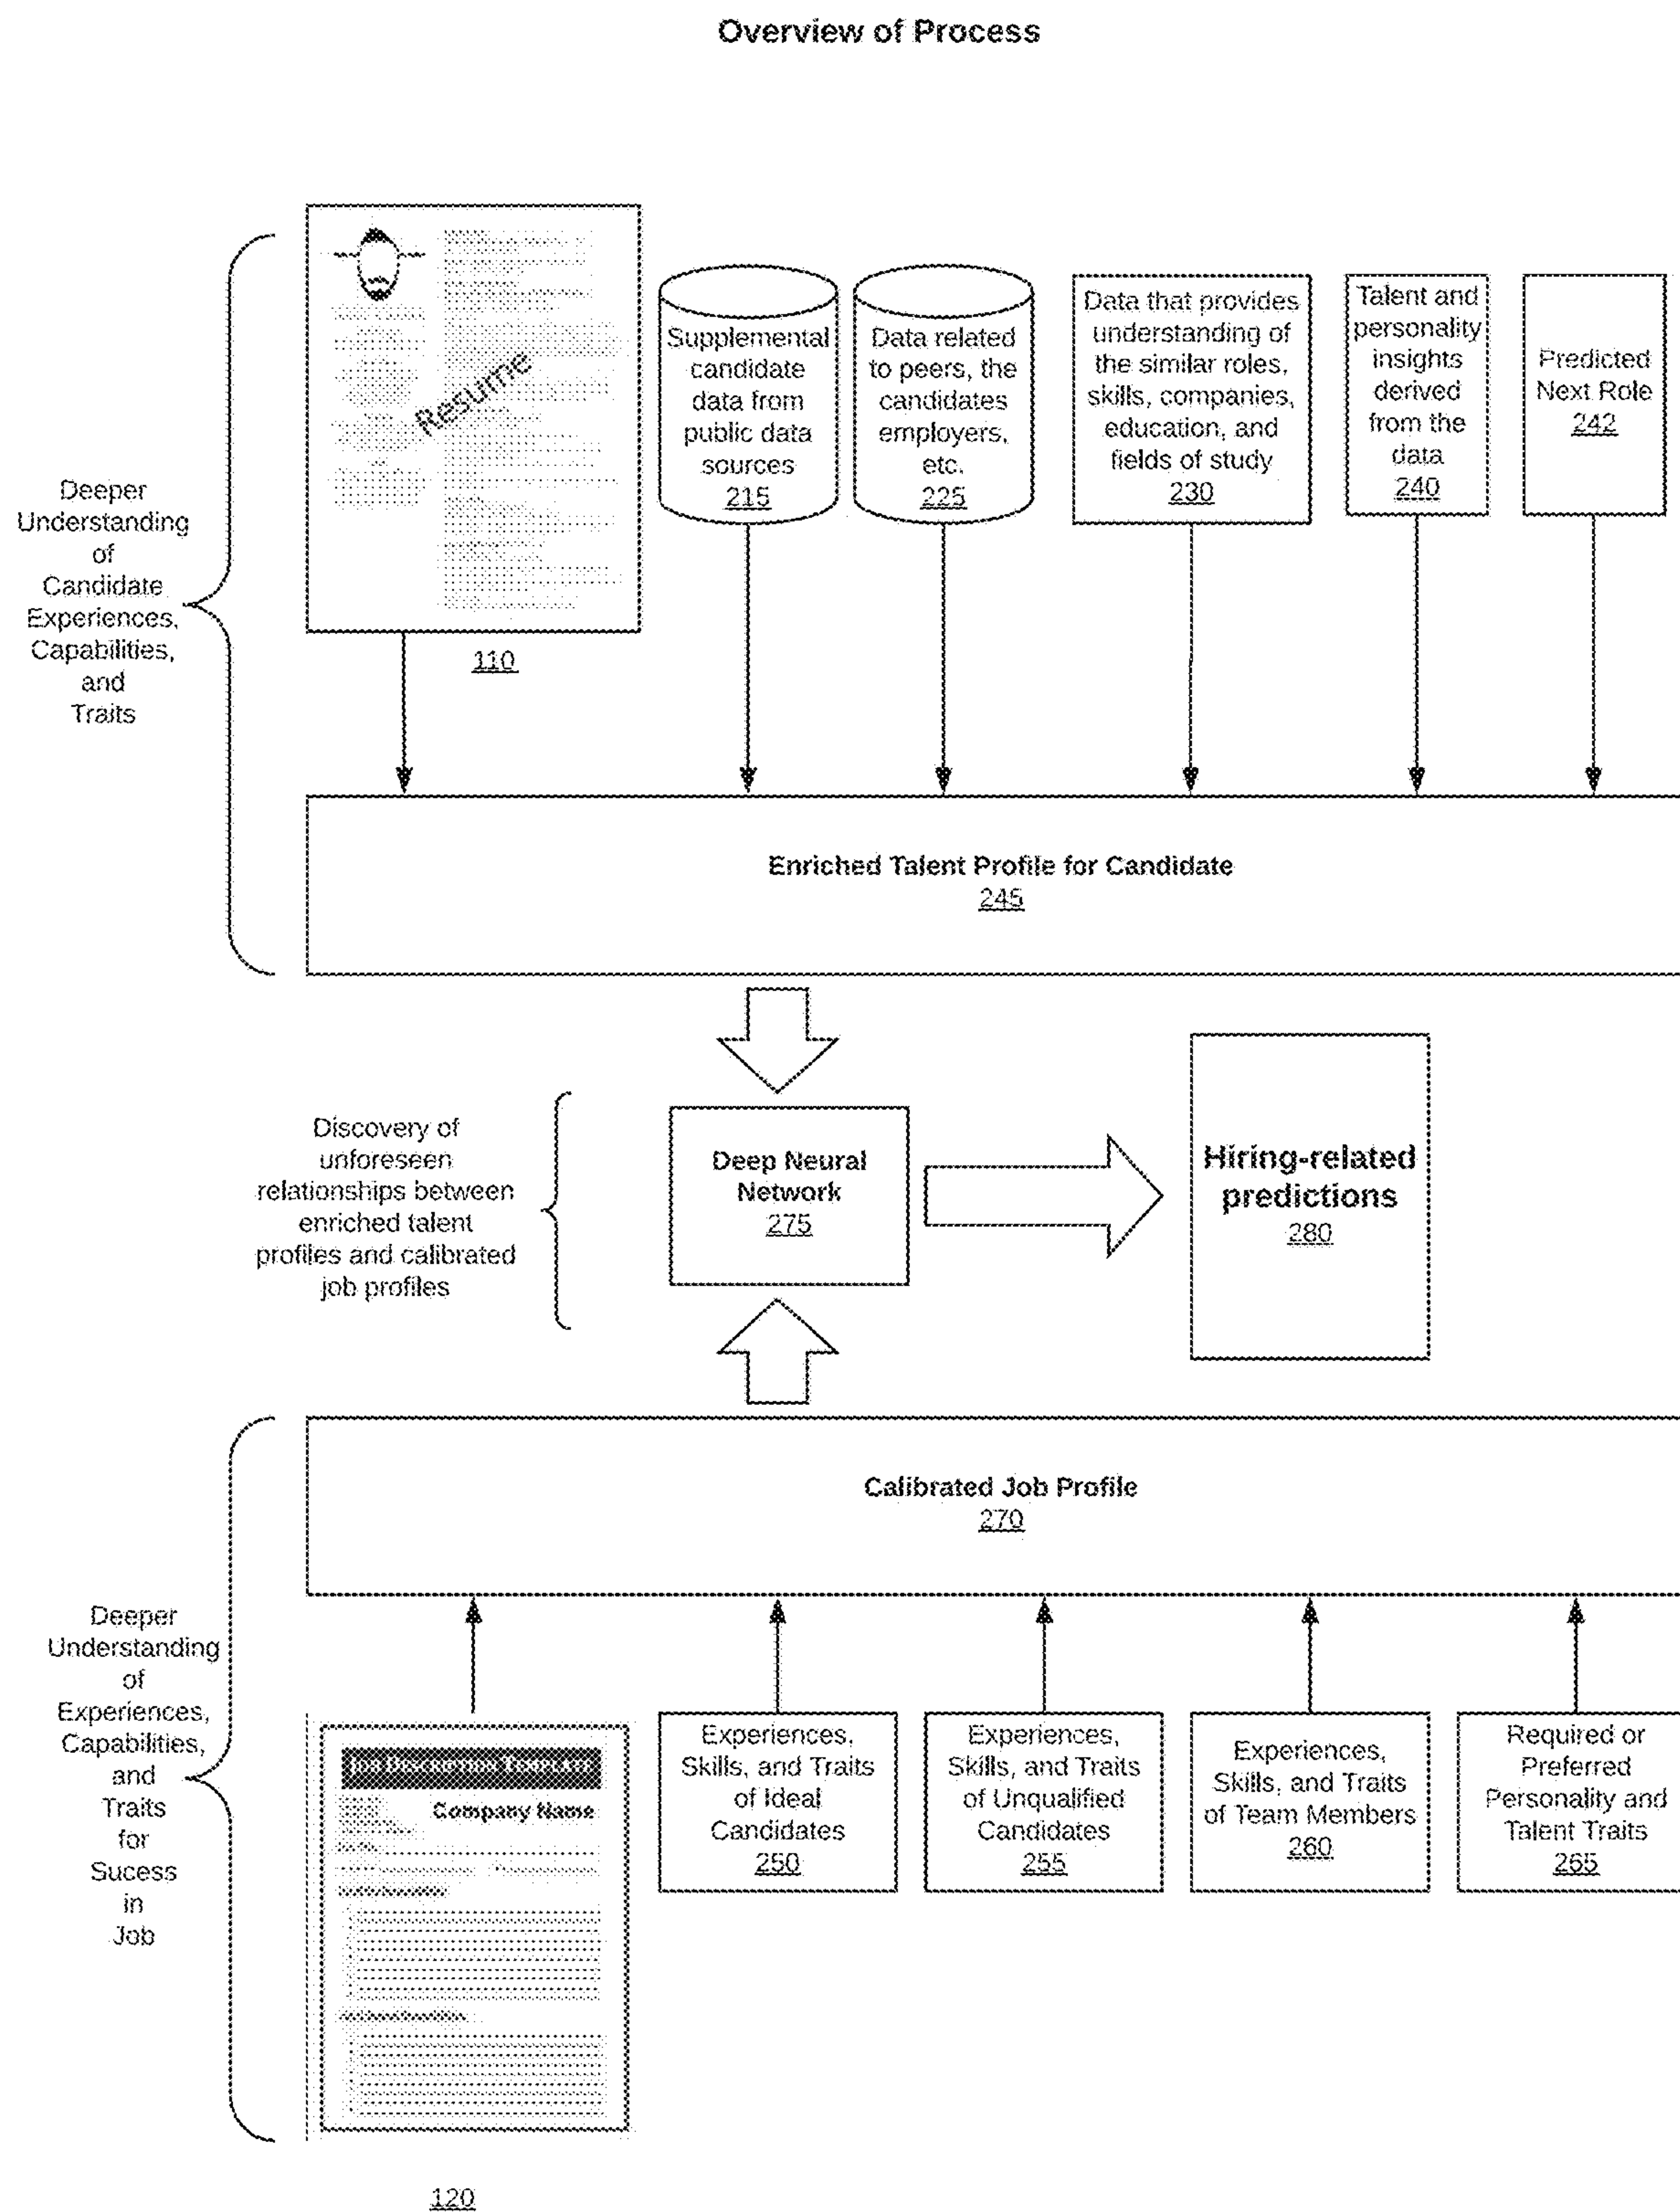 Overview of Process
Resume
110
Supplemental
candidate
data from
public data
sources
215
Data related
to peers, the
candidates
employers,
etc.
225
Data that provides
understanding of
the similar roles,
skills, companies,
education, and
fields of study
230
Talent and
personality
insights
derived
from the
data
240
Predicted
Next Role
242
Deeper
Understanding
of
Candidate
Experiences,
Capabilities,
and
Traits
Enriched Talent Profile for Candidate
245
Discovery of
unforeseen
relationships between
enriched talent
profiles and calibrated
job profiles
Deep Neural
Network
275
Hiring-related
predictions
280
Calibrated Job Profile
270
Deeper
Understanding
of
Experiences,
Capabilities,
and
Traits
for
Sucess
in
Job
Job Description Template
Company Name
120
Experiences,
Skills, and Traits
of Ideal
Candidates
250
Experiences,
Skills, and Traits
of Unqualified
Candidates
255
Experiences,
Skills, and Traits
of Team Members
260
Required or
Preferred
Personality and
Talent Traits
265